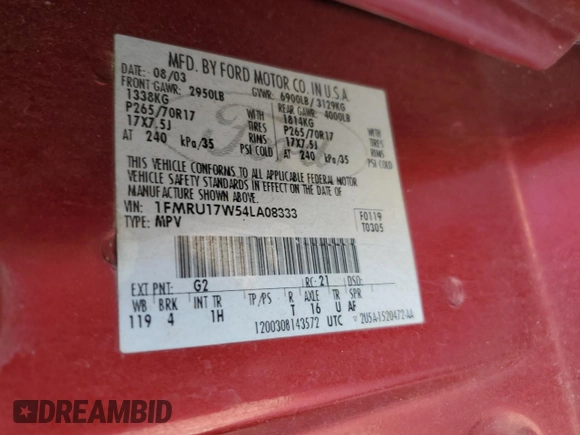 MFD. BY FORD MOTOR CO. IN U.S.A.
DATE: 08/03 GVWR: 6900LB / 3129KG
FRONT GAWR: 2950LB REAR GAWR: 4000LB
1338KG 1814KG
P265/70R17 WITH TIRES P265/70R17 WITH TIRES
17X7.5J RIMS 17X7.5J RIMS
AT 240 kPa/35 PSI COLD AT 240 kPa/35 PSI COLD
THIS VEHICLE CONFORMS TO ALL APPLICABLE FEDERAL MOTOR
VEHICLE SAFETY STANDARDS IN EFFECT ON THE DATE OF
MANUFACTURE SHOWN ABOVE.
VIN: 1FMRU17W54LA08333 F0119
TYPE: MPV T0305
EXT PNT: G2 RC: 21 DSO:
WB BRK INT TR TP/PS R AXLE TR SPR
119 4 1H T 16 U AF
1200308143572 UTC 2U5A-1520472-AA
Ford
DREAMBID